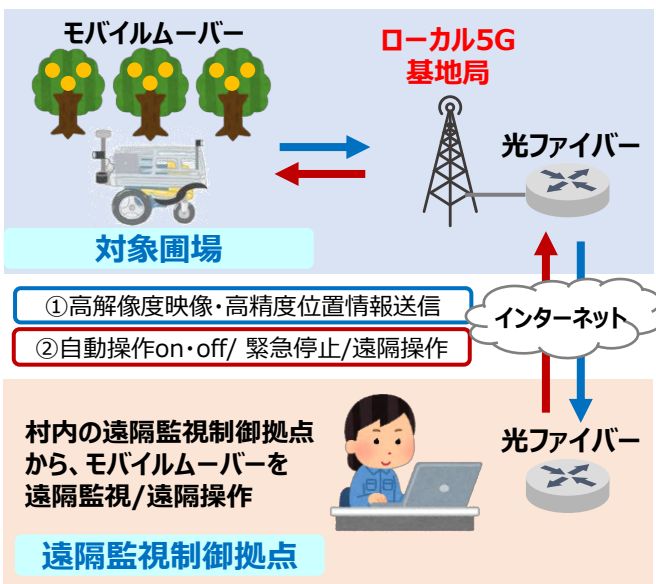 モバイルムーバー
ローカル5G
基地局
光ファイバー
対象圃場
①高解像度映像・高精度位置情報送信
②自動操作on・off/ 緊急停止/遠隔操作
インターネット
村内の遠隔監視制御拠点
から、モバイルムーバーを
遠隔監視/遠隔操作
光ファイバー
遠隔監視制御拠点